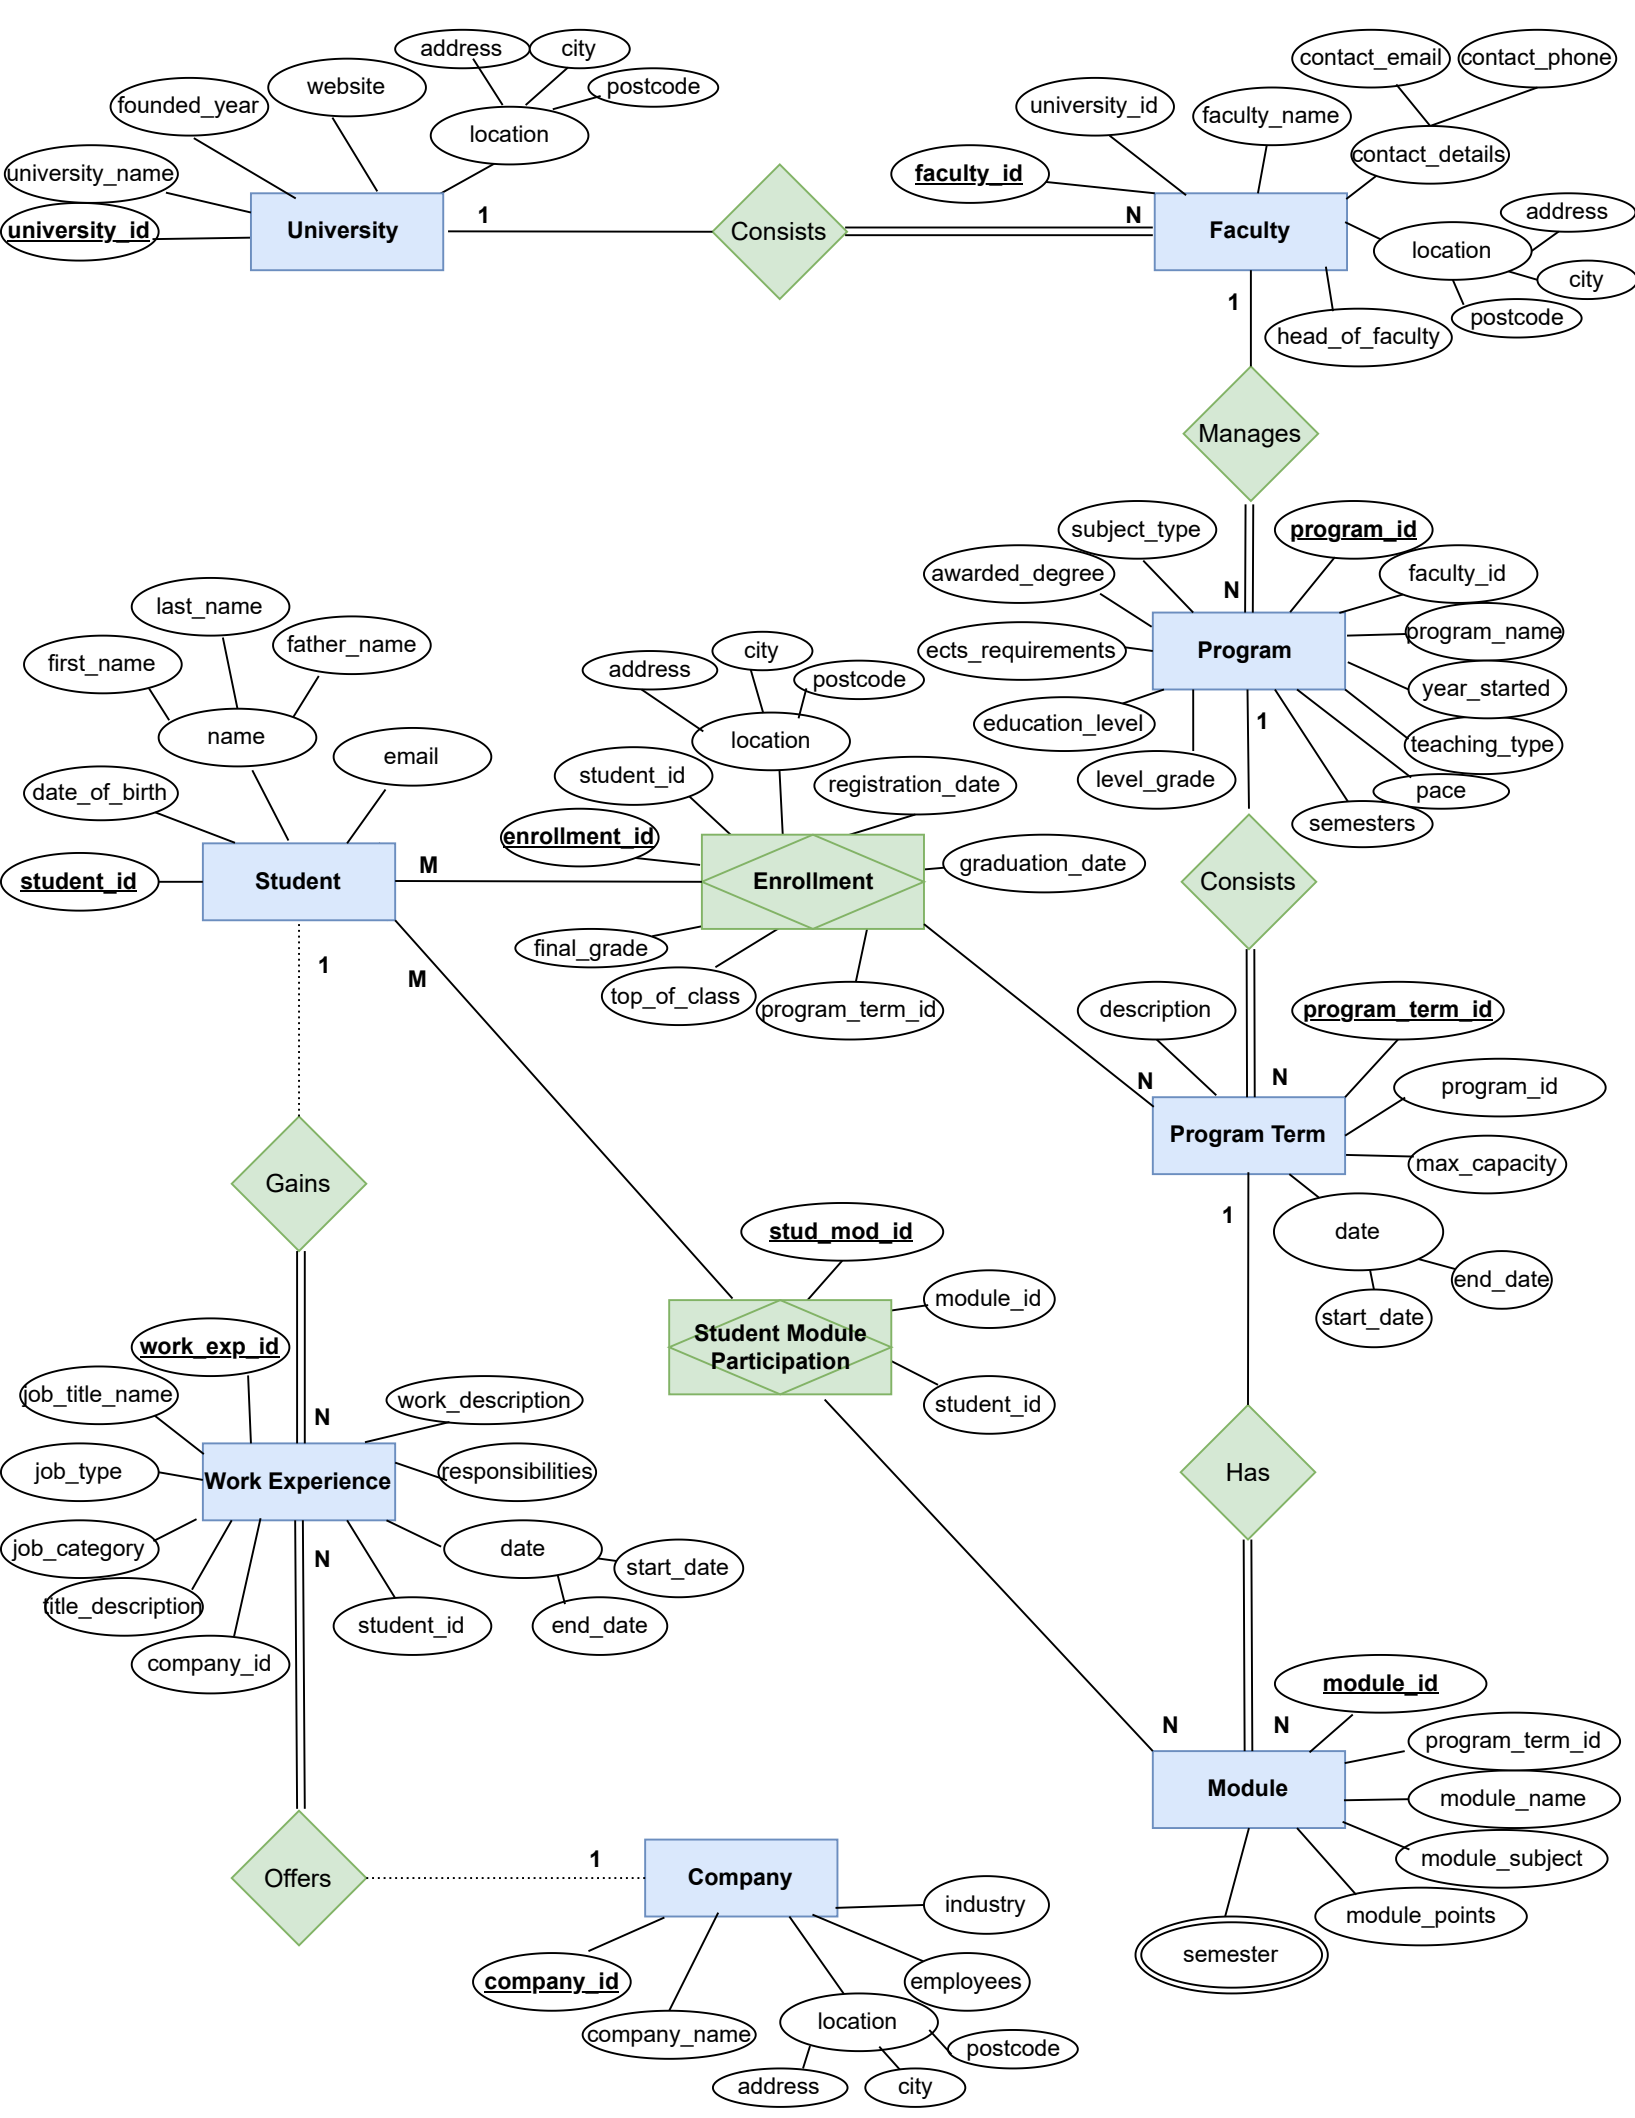 address
city
postcode
website
founded_year
location
university_name
university_id
University
1
Consists
N
contact_email
contact_phone
university_id
faculty_name
contact_details
faculty_id
Faculty
address
location
city
postcode
head_of_faculty
1
Manages
subject_type
program_id
awarded_degree
faculty_id
N
program_name
ects_requirements
Program
year_started
education_level
1
teaching_type
level_grade
pace
semesters
Consists
last_name
first_name
father_name
name
email
date_of_birth
student_id
Student
M
M
1
city
address
postcode
location
student_id
registration_date
enrollment_id
graduation_date
Enrollment
final_grade
top_of_class
program_term_id
description
program_term_id
N
N
program_id
Program Term
max_capacity
1
date
end_date
start_date
Gains
stud_mod_id
module_id
Student Module
Participation
student_id
work_exp_id
job_title_name
work_description
N
job_type
Work Experience
responsibilities
job_category
N
date
start_date
title_description
student_id
end_date
company_id
Has
module_id
N
N
program_term_id
Module
module_name
module_subject
module_points
semester
Offers
1
Company
industry
company_id
employees
company_name
location
postcode
address
city